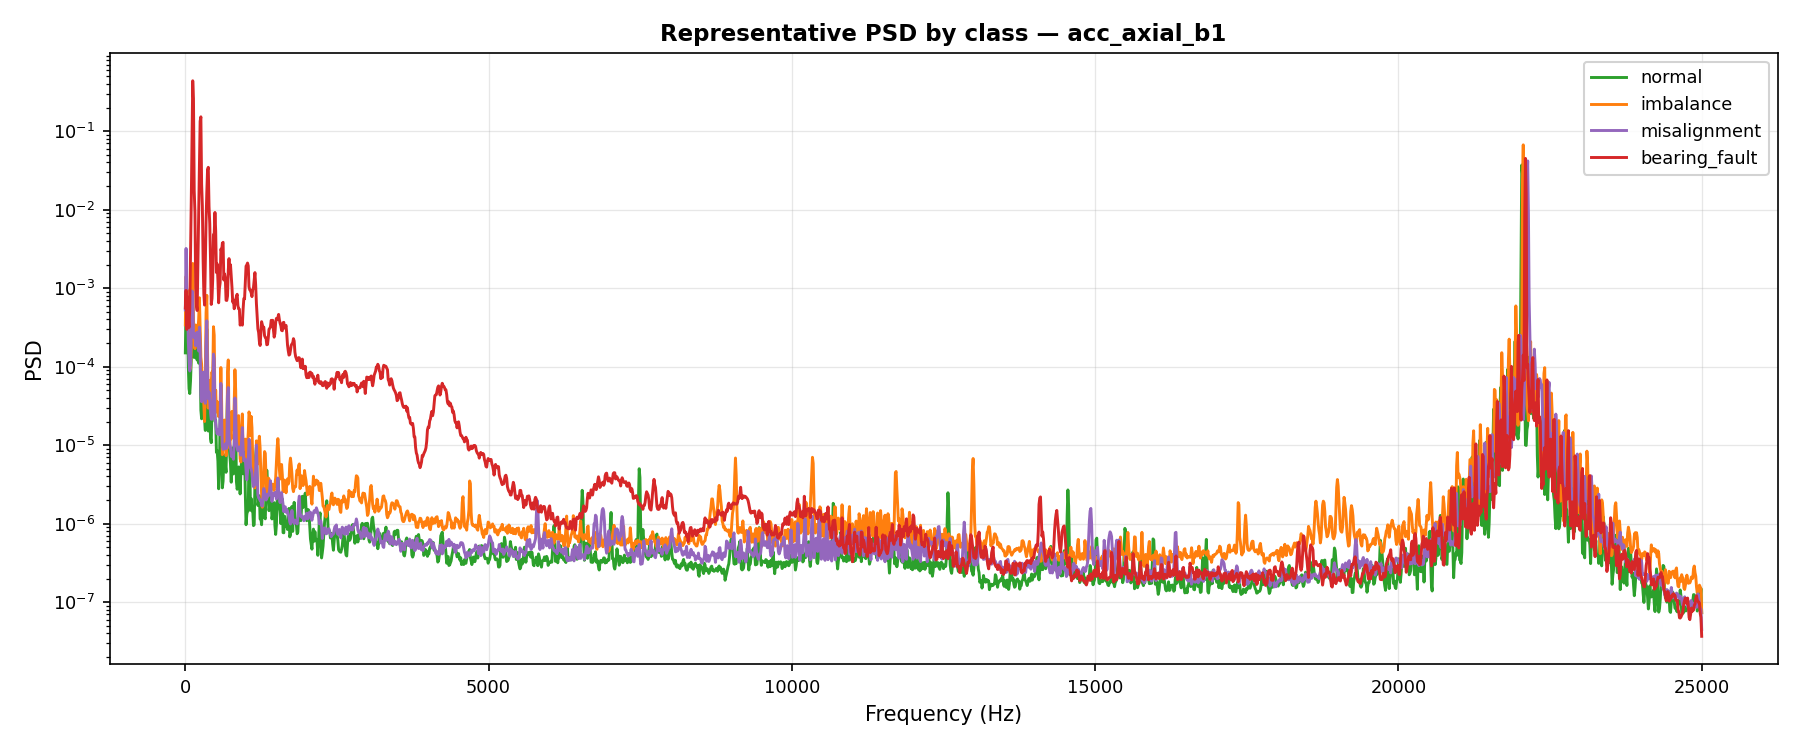 Representative PSD by class — acc_axial_b1
normal
imbalance
misalignment
bearing_fault
PSD
10⁻¹
10⁻²
10⁻³
10⁻⁴
10⁻⁵
10⁻⁶
10⁻⁷
0 5000 10000 15000 20000 25000
Frequency (Hz)